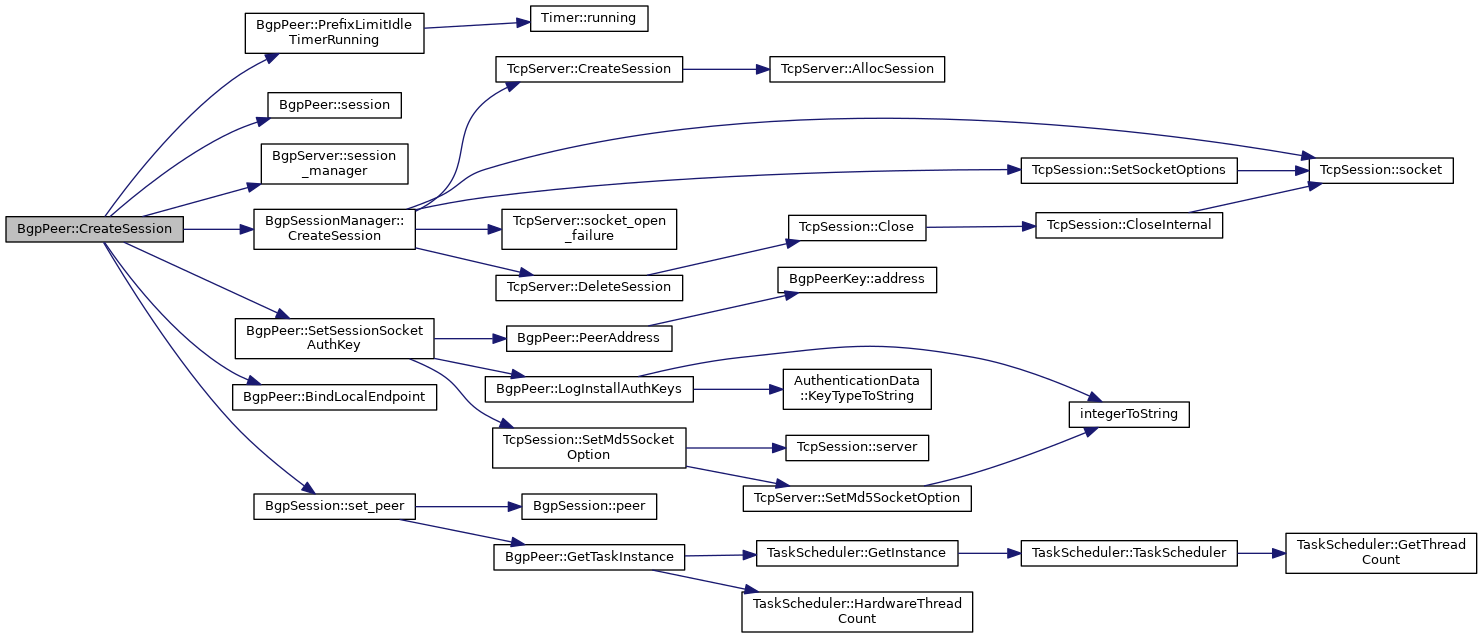 BgpPeer::CreateSession
BgpPeer::PrefixLimitIdle
TimerRunning
Timer::running
BgpPeer::session
BgpServer::session
_manager
BgpSessionManager::
CreateSession
TcpServer::CreateSession
TcpServer::AllocSession
TcpSession::SetSocketOptions
TcpSession::socket
TcpServer::socket_open
_failure
TcpServer::DeleteSession
TcpSession::Close
TcpSession::CloseInternal
BgpPeer::SetSessionSocket
AuthKey
BgpPeer::PeerAddress
BgpPeerKey::address
BgpPeer::LogInstallAuthKeys
AuthenticationData
::KeyTypeToString
integerToString
TcpSession::SetMd5Socket
Option
TcpSession::server
TcpServer::SetMd5SocketOption
BgpPeer::BindLocalEndpoint
BgpSession::set_peer
BgpSession::peer
BgpPeer::GetTaskInstance
TaskScheduler::GetInstance
TaskScheduler::TaskScheduler
TaskScheduler::GetThread
Count
TaskScheduler::HardwareThread
Count